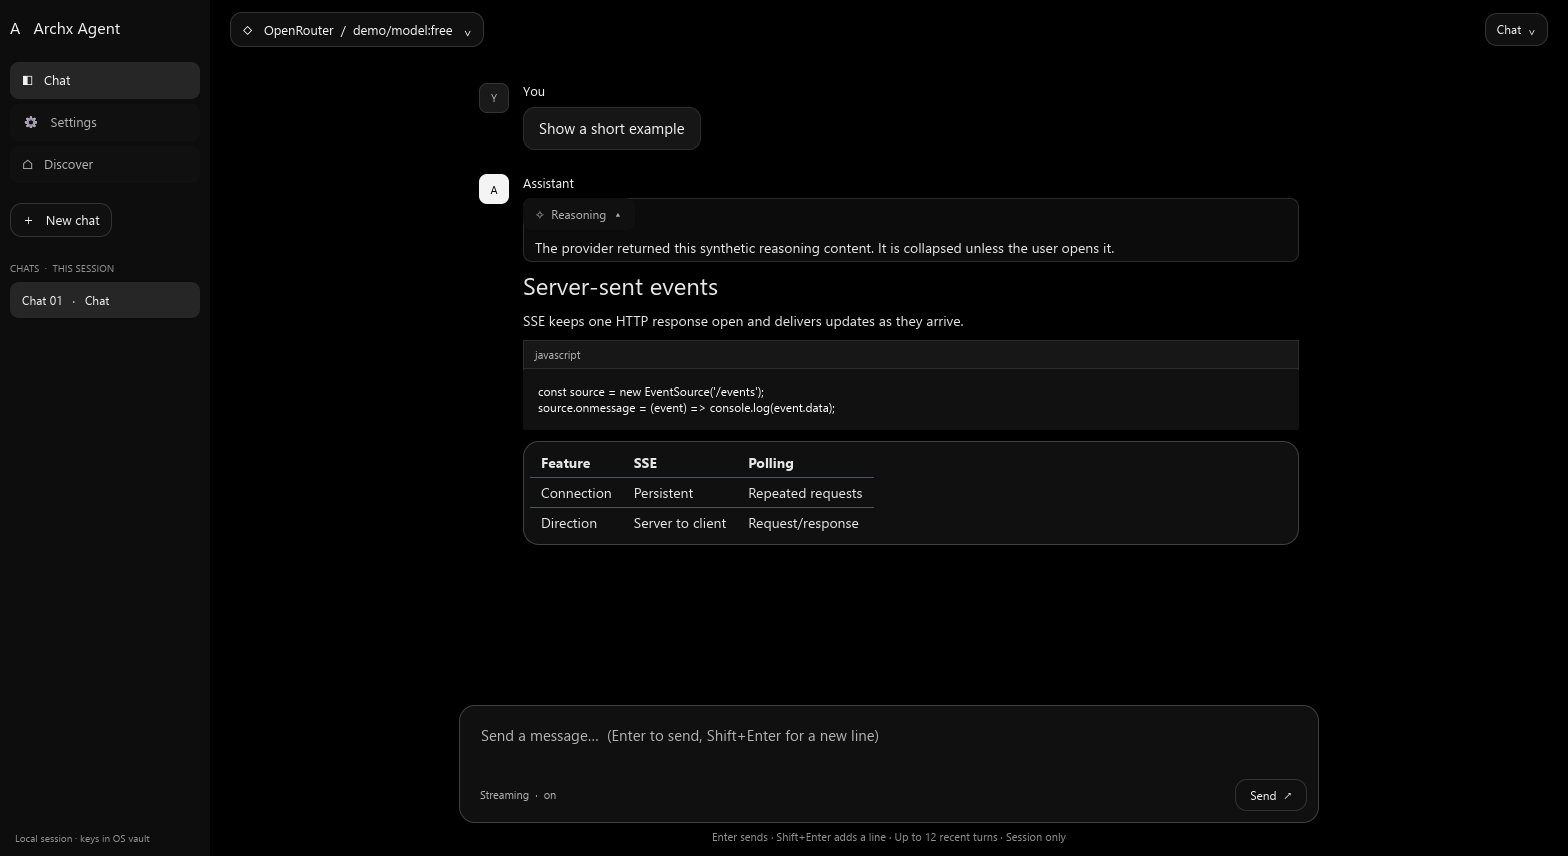 A Archx Agent
Chat
Settings
Discover
+ New chat
CHATS · THIS SESSION
Chat 01 · Chat
Local session · keys in OS vault
OpenRouter / demo/model:free
Chat
Y
You
Show a short example
A
Assistant
Reasoning
The provider returned this synthetic reasoning content. It is collapsed unless the user opens it.
Server-sent events
SSE keeps one HTTP response open and delivers updates as they arrive.
javascript
const source = new EventSource('/events');
source.onmessage = (event) => console.log(event.data);
Feature SSE Polling
Connection Persistent Repeated requests
Direction Server to client Request/response
Send a message... (Enter to send, Shift+Enter for a new line)
Streaming · on
Send ↗
Enter sends · Shift+Enter adds a line · Up to 12 recent turns · Session only